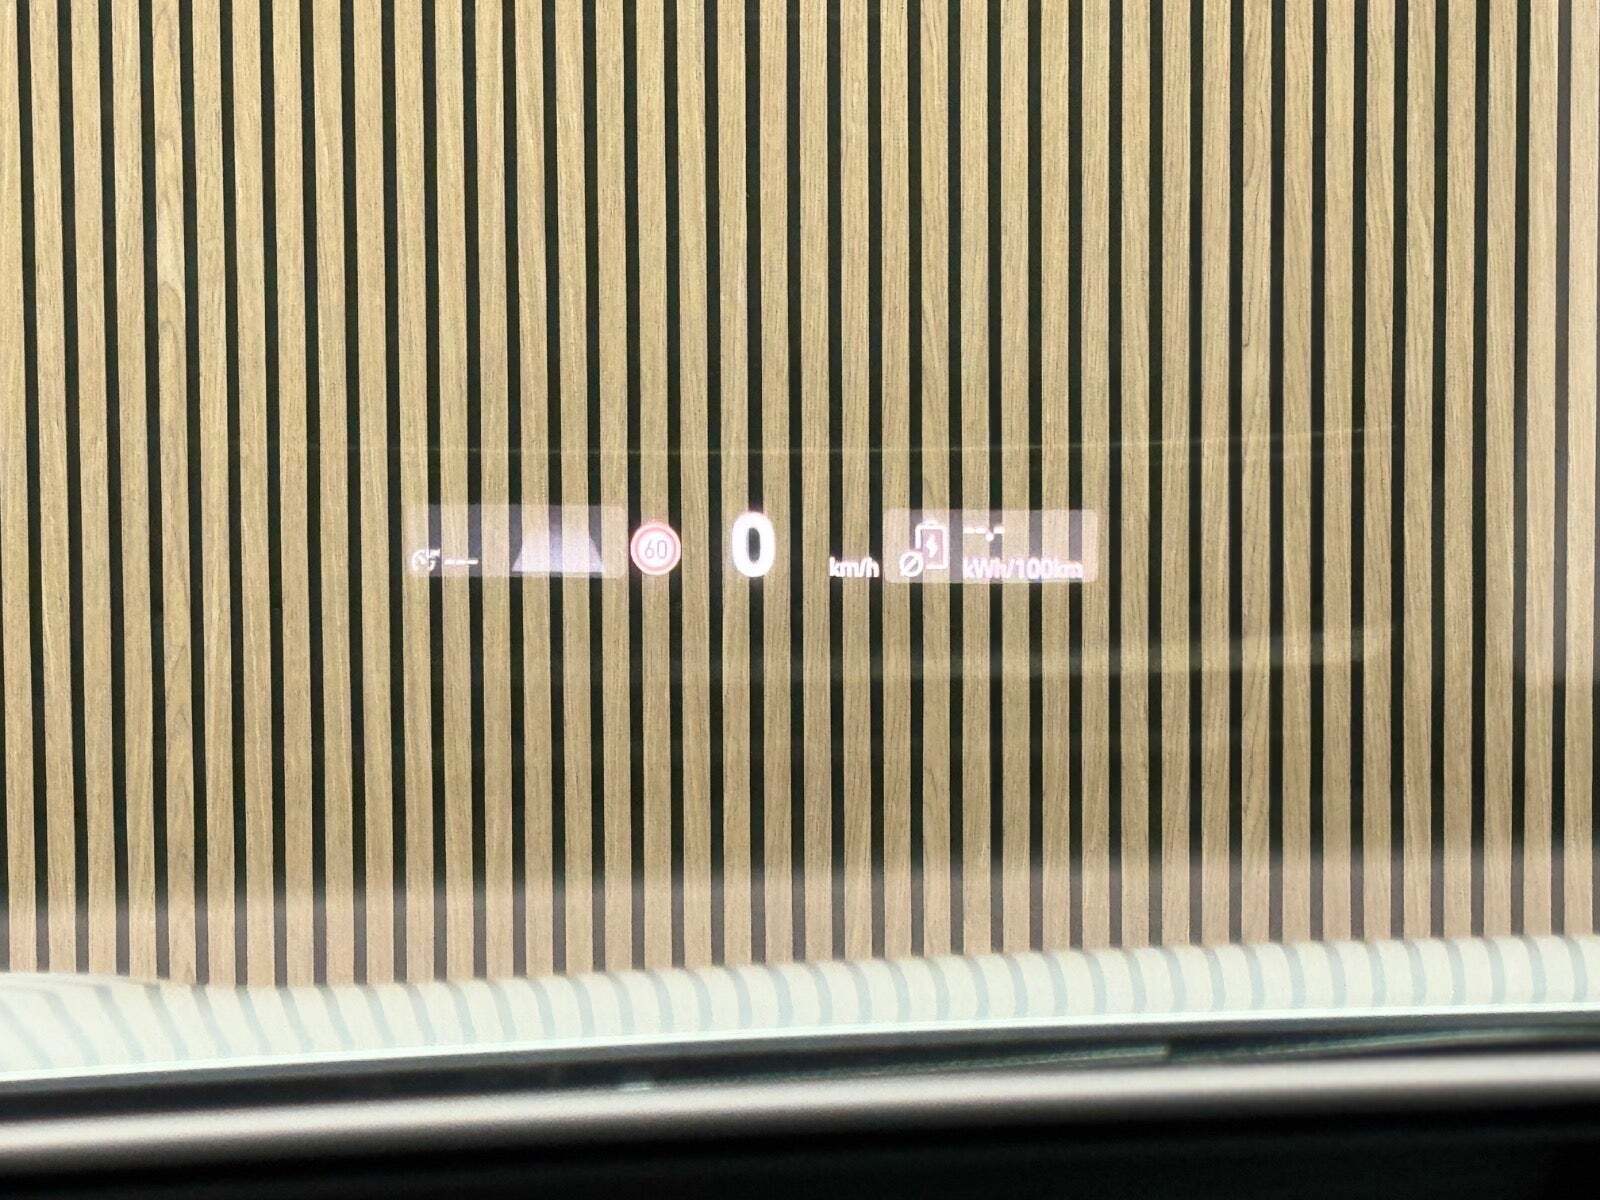 ---
60
0
km/h
Ø --,-
kWh/100km